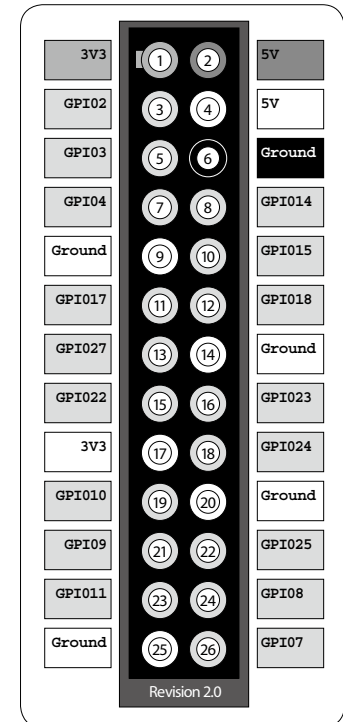 3V3 1 2 5V
GPIO2 3 4 5V
GPIO3 5 6 Ground
GPIO4 7 8 GPIO14
Ground 9 10 GPIO15
GPIO17 11 12 GPIO18
GPIO27 13 14 Ground
GPIO22 15 16 GPIO23
3V3 17 18 GPIO24
GPIO10 19 20 Ground
GPIO9 21 22 GPIO25
GPIO11 23 24 GPIO8
Ground 25 26 GPIO7
Revision 2.0